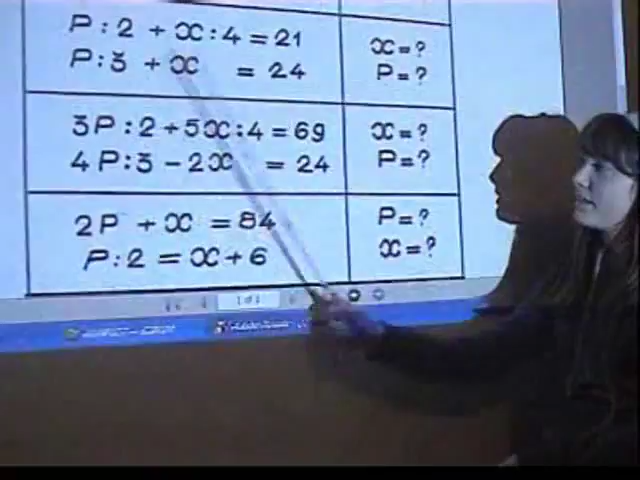 P : 2 + x : 4 = 21
x = ?
P : 3 + x = 24
P = ?
3P : 2 + 5x : 4 = 69
x = ?
4P : 3 - 2x = 24
P = ?
2P + x = 84
P = ?
P : 2 = x + 6
x = ?